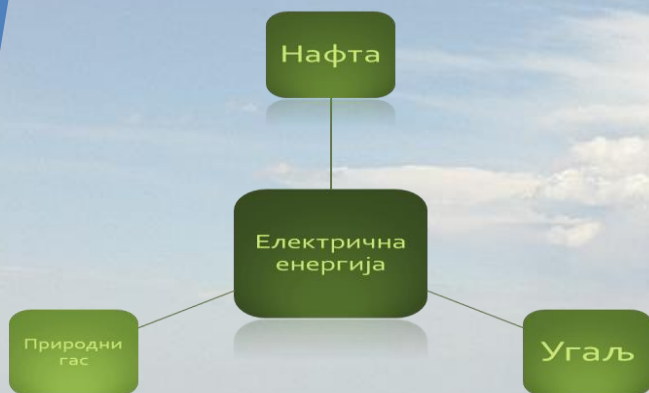 Нафта
Електрична
енергија
Природни
гас
Угаљ